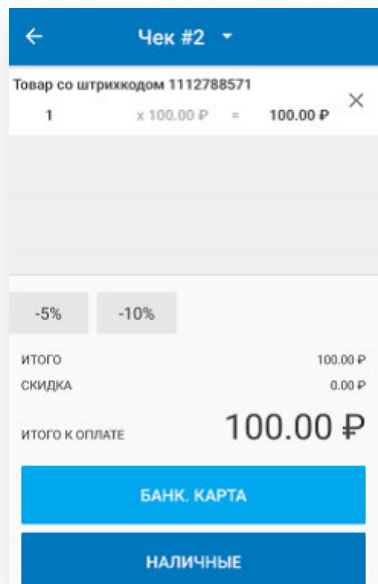 Чек #2
Товар со штрихкодом 1112788571
1 x 100.00 ₽ = 100.00 ₽
-5% -10%
ИТОГО 100.00 ₽
СКИДКА 0.00 ₽
ИТОГО К ОПЛАТЕ 100.00 ₽
БАНК. КАРТА
НАЛИЧНЫЕ